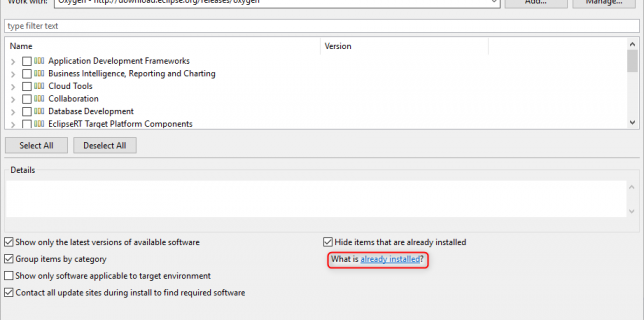 Work with: Oxygen - http://download.eclipse.org/releases/oxygen Add... Manage...
type filter text
Name Version
Application Development Frameworks
Business Intelligence, Reporting and Charting
Cloud Tools
Collaboration
Database Development
EclipseRT Target Platform Components
Select All Deselect All
Details
Show only the latest versions of available software Hide items that are already installed
Group items by category What is already installed?
Show only software applicable to target environment
Contact all update sites during install to find required software